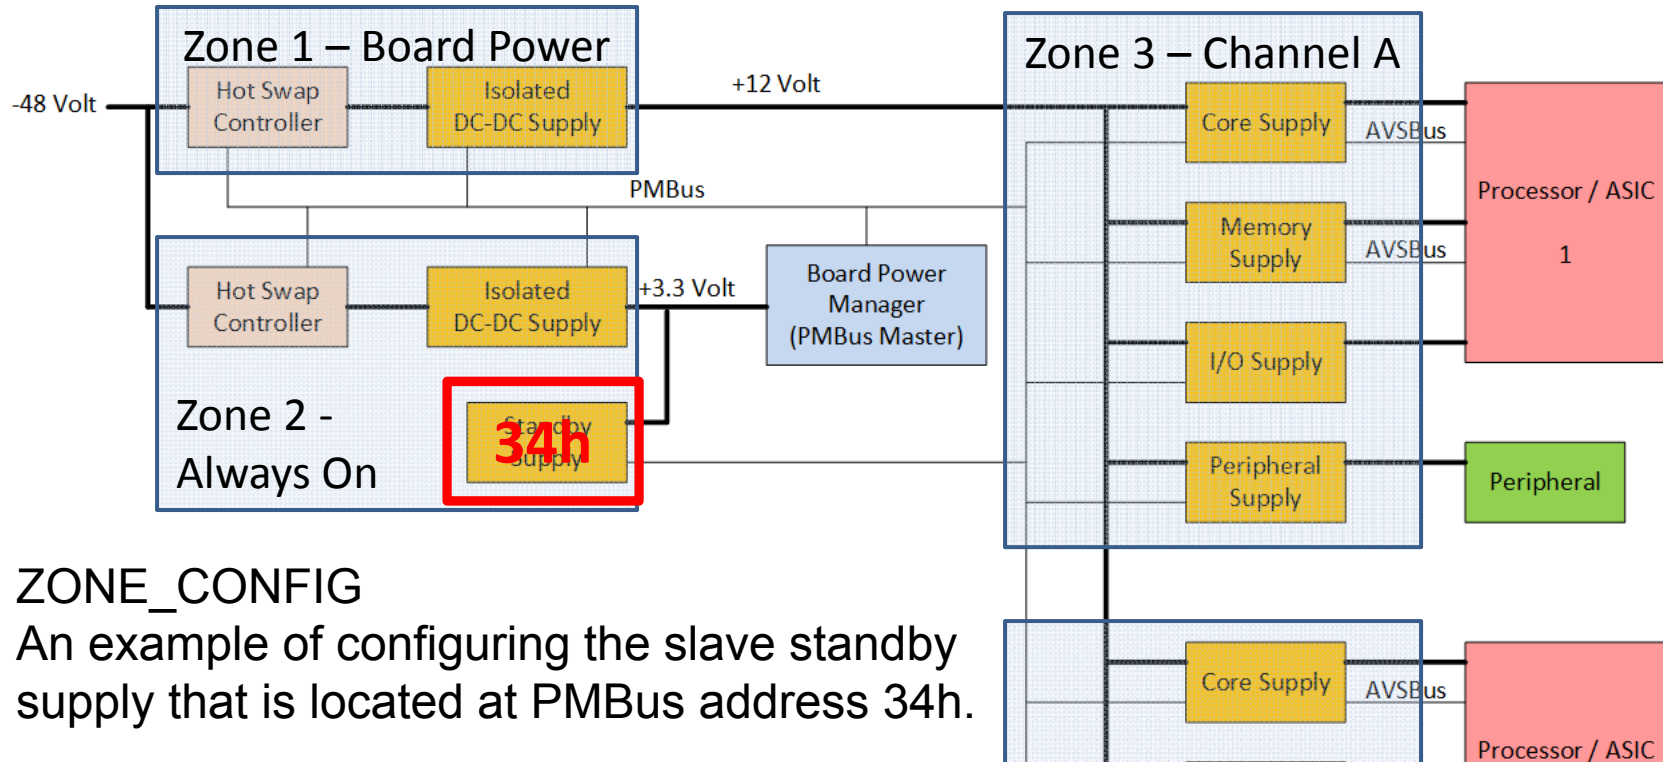 Zone 1 – Board Power
Hot Swap
Controller
Isolated
DC-DC Supply
-48 Volt
+12 Volt
PMBus
Zone 2 -
Always On
Hot Swap
Controller
Isolated
DC-DC Supply
+3.3 Volt
Board Power
Manager
(PMBus Master)
Standby
Supply
34h
Zone 3 – Channel A
Core Supply
AVSBus
Memory
Supply
AVSBus
I/O Supply
Peripheral
Supply
Processor / ASIC
1
Peripheral
Core Supply
AVSBus
Processor / ASIC
ZONE_CONFIG
An example of configuring the slave standby
supply that is located at PMBus address 34h.